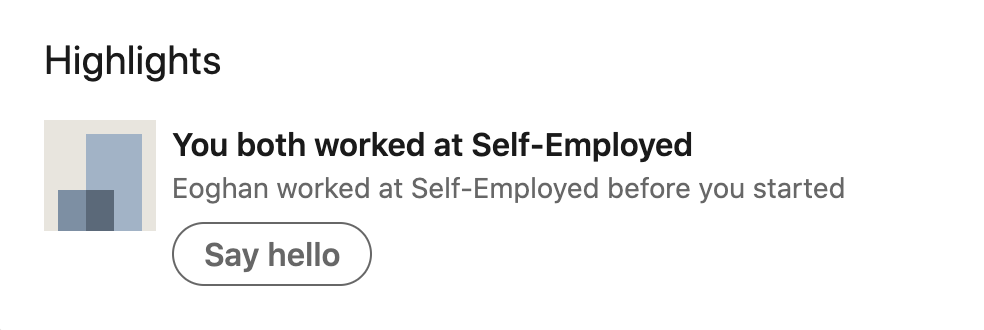 Highlights
You both worked at Self-Employed
Eoghan worked at Self-Employed before you started
Say hello